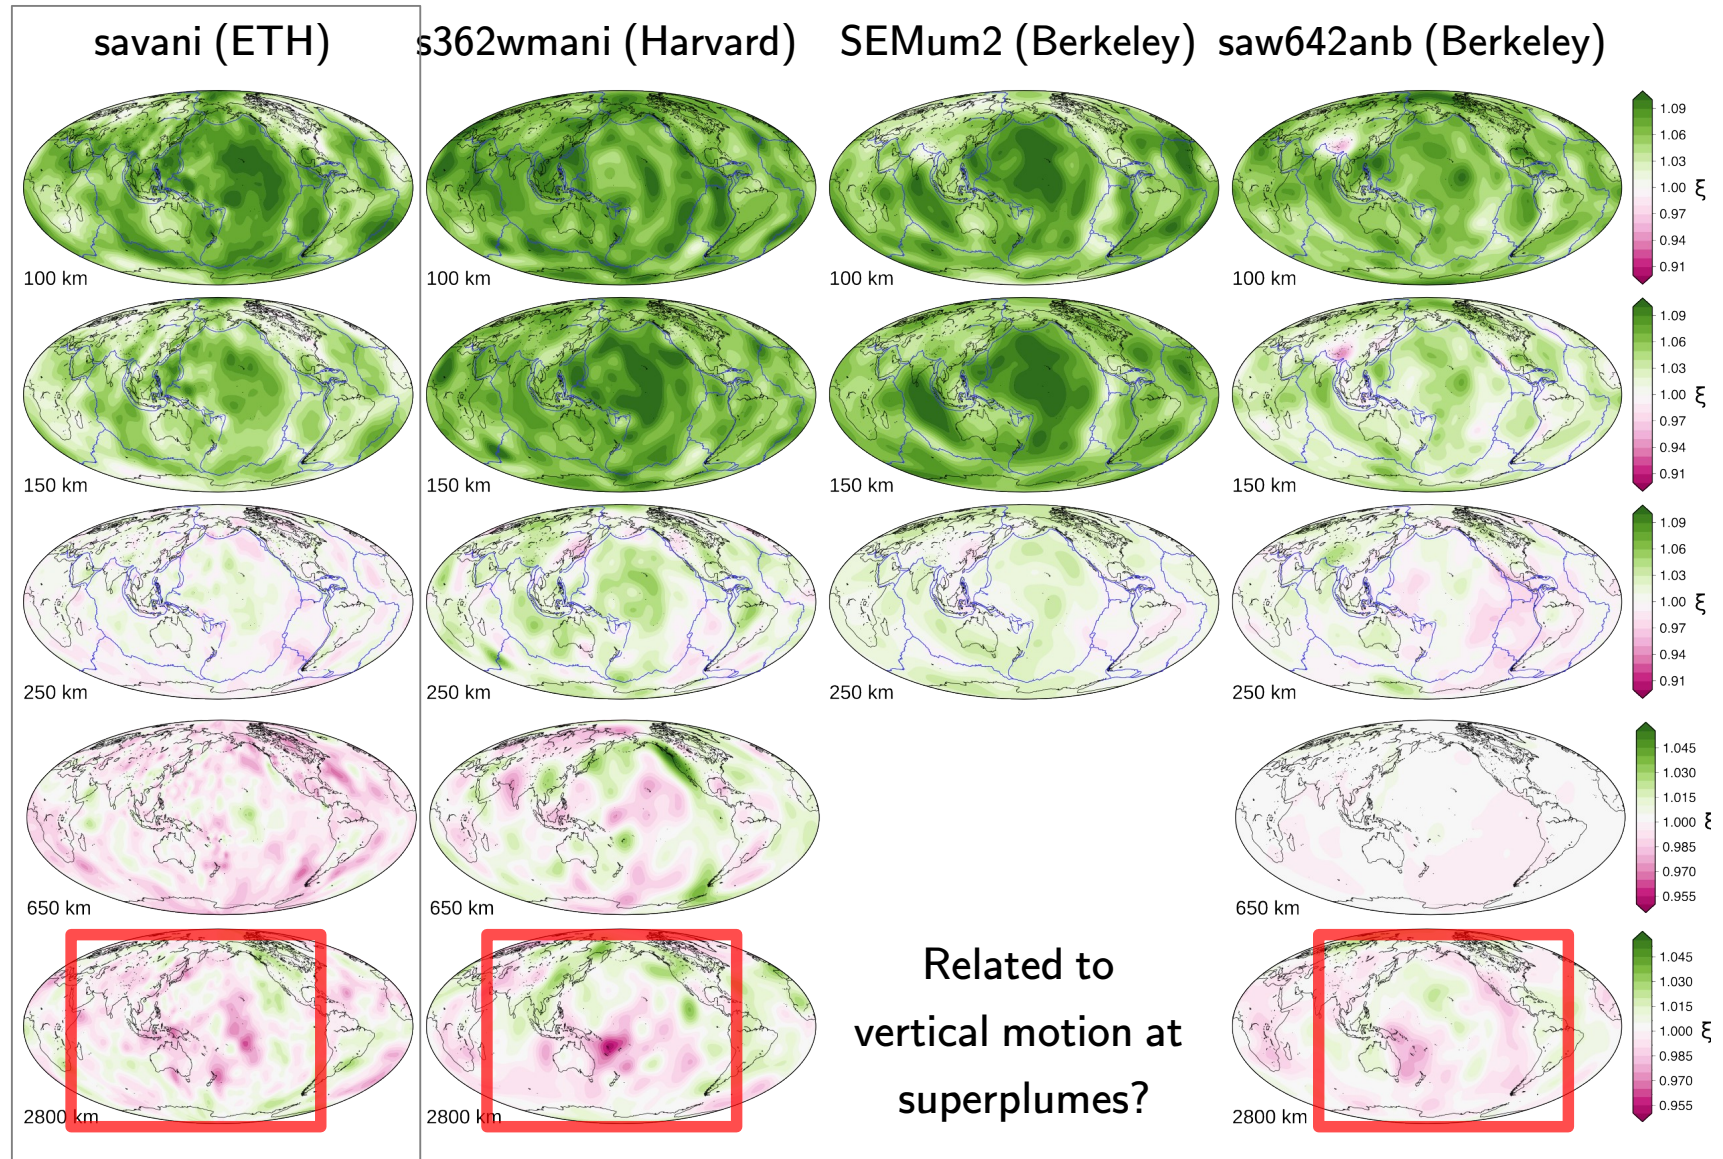 savani (ETH) s362wmani (Harvard) SEMum2 (Berkeley) saw642anb (Berkeley)
100 km 100 km 100 km 100 km
1.09
1.06
1.03
1.00
0.97
0.94
0.91
ξ
150 km 150 km 150 km 150 km
1.09
1.06
1.03
1.00
0.97
0.94
0.91
ξ
250 km 250 km 250 km 250 km
1.09
1.06
1.03
1.00
0.97
0.94
0.91
ξ
650 km 650 km 650 km
1.045
1.030
1.015
1.000
0.985
0.970
0.955
ξ
2800 km 2800 km 2800 km
1.045
1.030
1.015
1.000
0.985
0.970
0.955
ξ
Related to
vertical motion at
superplumes?